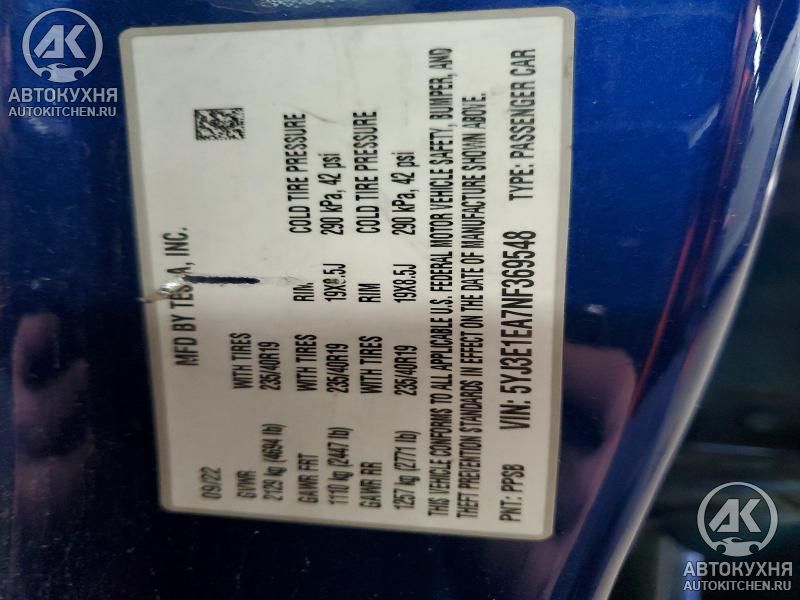 AK
АВТОКУХНЯ
AUTOKITCHEN.RU
MFD BY TESLA, INC.
09/22
GVWR WITH TIRES RIM COLD TIRE PRESSURE
2129 kg (4694 lb) 235/40R19 19X8.5J 290 kPa, 42 psi
GAWR FRT WITH TIRES RIM COLD TIRE PRESSURE
1110 kg (2447 lb) 235/40R19 19X8.5J 290 kPa, 42 psi
GAWR RR
1257 kg (2771 lb) 235/40R19
THIS VEHICLE CONFORMS TO ALL APPLICABLE U.S. FEDERAL MOTOR VEHICLE SAFETY, BUMPER, AND
THEFT PREVENTION STANDARDS IN EFFECT ON THE DATE OF MANUFACTURE SHOWN ABOVE.
PNT: PPSB VIN: 5YJ3E1EA7NF369548 TYPE: PASSENGER CAR
AK
АВТОКУХНЯ
AUTOKITCHEN.RU